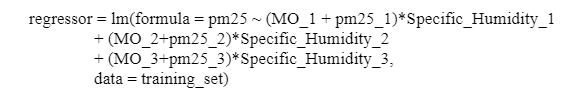 regressor = lm(formula = pm25 ~ (MO_1 + pm25_1)*Specific_Humidity_1
+ (MO_2+pm25_2)*Specific_Humidity_2
+ (MO_3+pm25_3)*Specific_Humidity_3,
data = training_set)